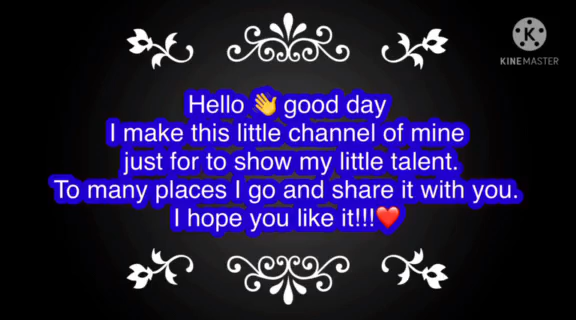 KINEMASTER
Hello 👋 good day
I make this little channel of mine
just for to show my little talent.
To many places I go and share it with you.
I hope you like it!!!❤️